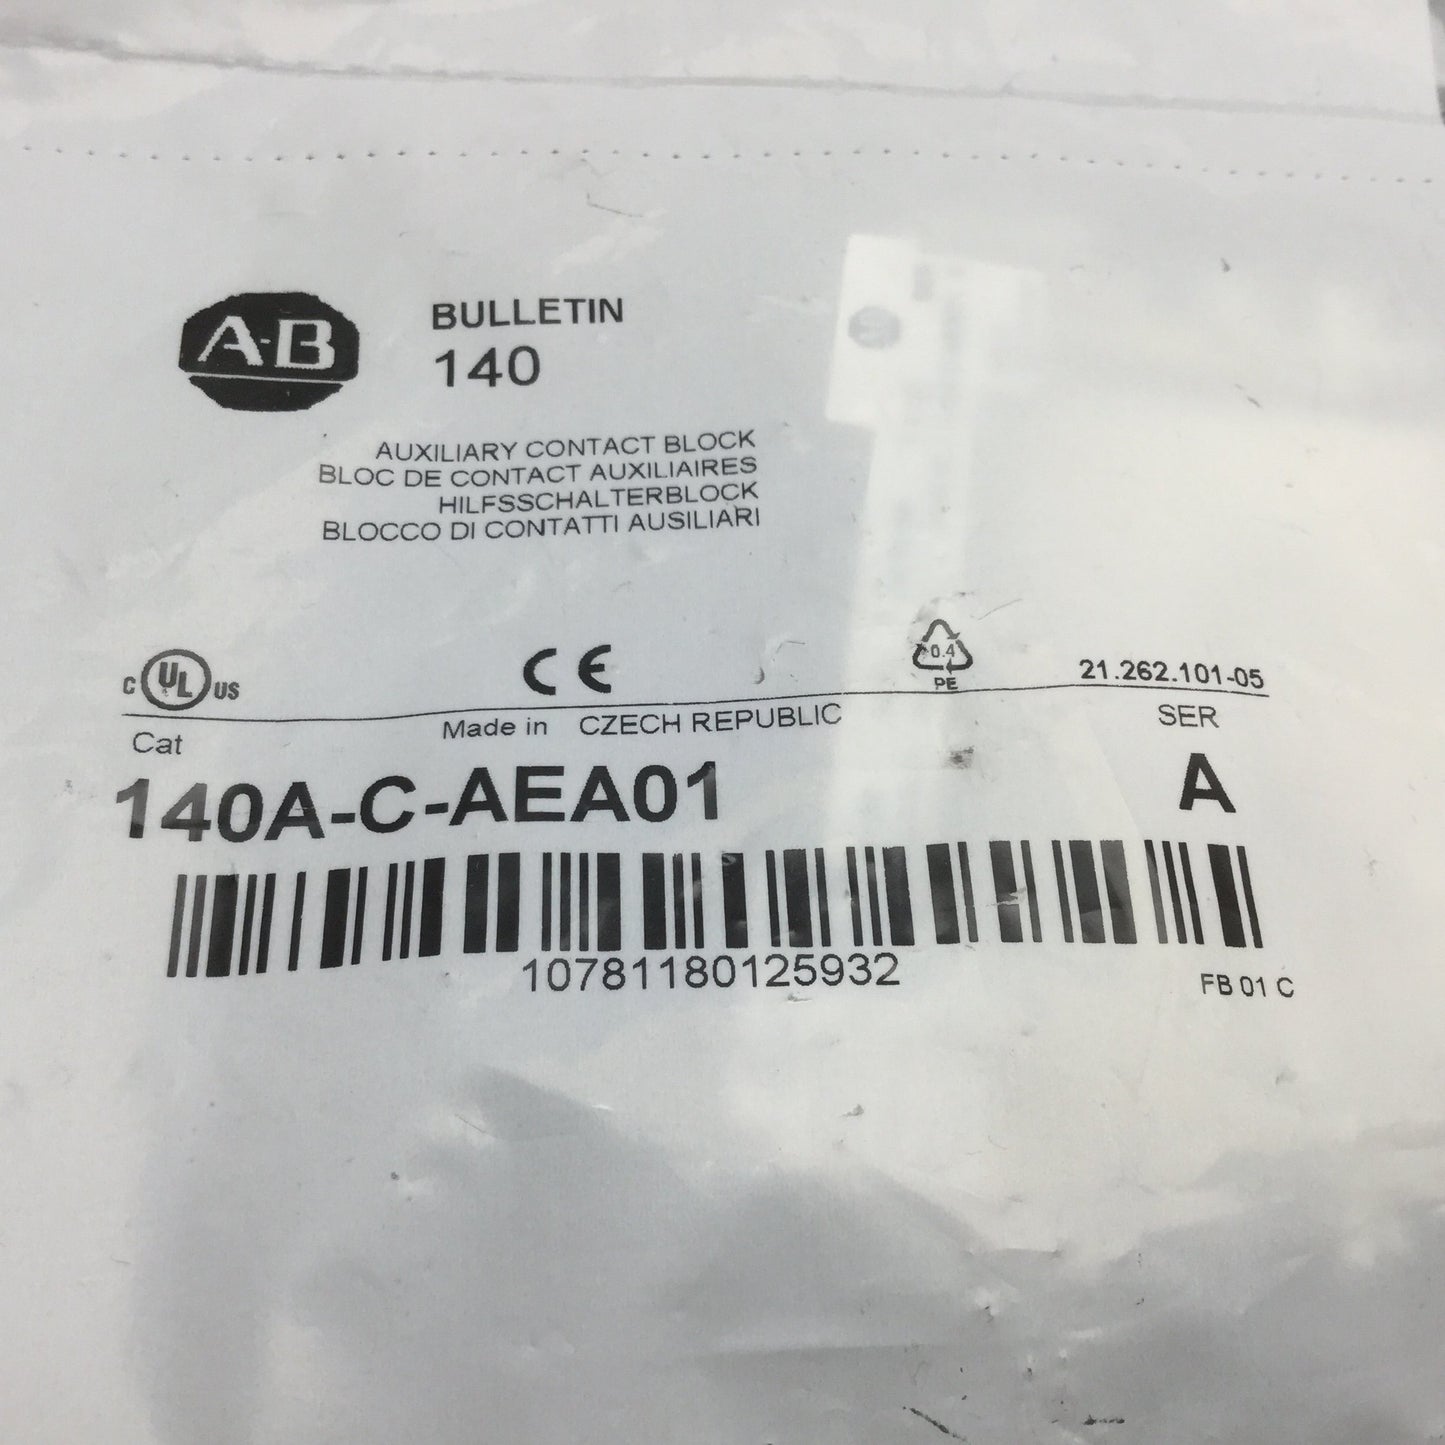 A-B
BULLETIN
140
AUXILIARY CONTACT BLOCK
BLOC DE CONTACT AUXILIAIRES
HILFSSCHALTERBLOCK
BLOCCO DI CONTATTI AUSILIARI
C UL US
CE
0.4
PE
21.262.101-05
Cat
Made in CZECH REPUBLIC
SER
140A-C-AEA01
A
10781180125932
FB 01 C